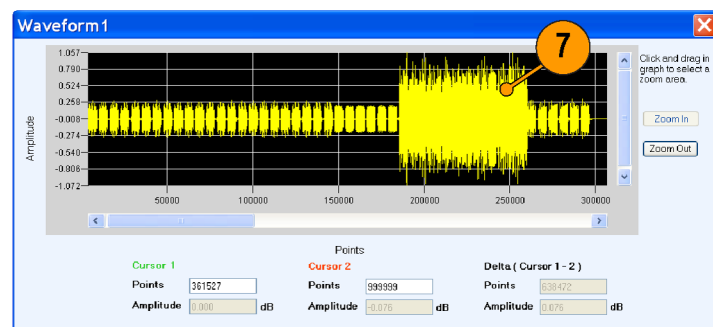 Waveform1
7
1.057
0.790
0.524
0.258
-0.008
-0.274
-0.540
-0.806
-1.072
Amplitude
50000 100000 150000 200000 250000 300000
Click and drag in
graph to select a
zoom area.
Zoom In
Zoom Out
Points
Cursor 1 Cursor 2 Delta ( Cursor 1 - 2 )
Points 361527 Points 999999 Points 638472
Amplitude 0.000 dB Amplitude -0.076 dB Amplitude 0.076 dB